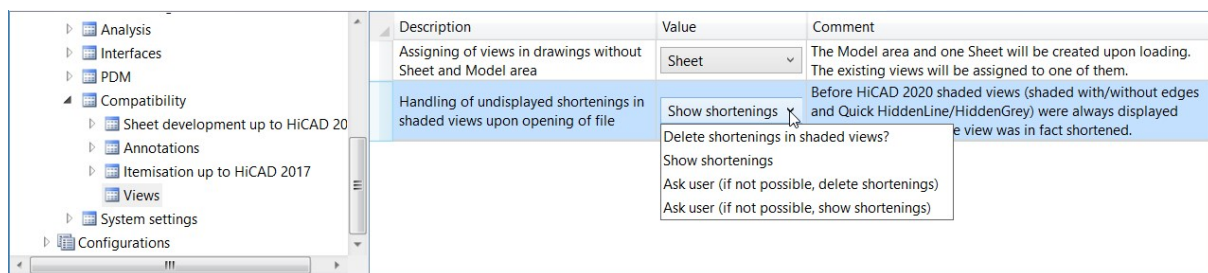 Analysis
Interfaces
PDM
Compatibility
Sheet development up to HiCAD 20
Annotations
Itemisation up to HiCAD 2017
Views
System settings
Configurations
Description Value Comment
Assigning of views in drawings without
Sheet and Model area
Sheet
The Model area and one Sheet will be created upon loading.
The existing views will be assigned to one of them.
Handling of undisplayed shortenings in
shaded views upon opening of file
Show shortenings
Before HiCAD 2020 shaded views (shaded with/without edges
and Quick HiddenLine/HiddenGrey) were always displayed
view was in fact shortened.
Delete shortenings in shaded views?
Show shortenings
Ask user (if not possible, delete shortenings)
Ask user (if not possible, show shortenings)